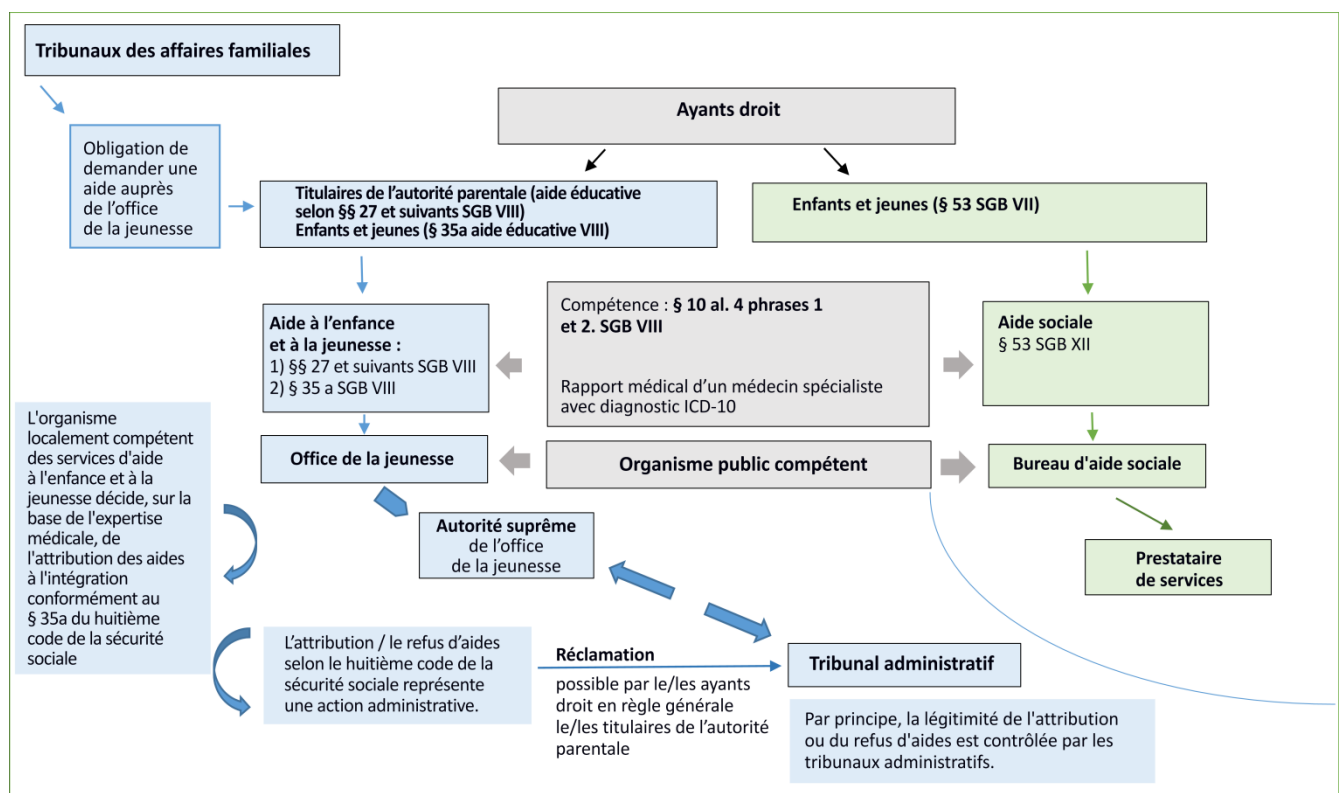 Tribunaux des affaires familiales
Ayants droit
Obligation de
demander une
aide auprès
de l'office
de la jeunesse
Titulaires de l'autorité parentale (aide éducative
selon §§ 27 et suivants SGB VIII)
Enfants et jeunes (§ 35a aide éducative VIII)
Enfants et jeunes (§ 53 SGB VII)
Aide à l'enfance
et à la jeunesse :
1) §§ 27 et suivants SGB VIII
2) § 35 a SGB VIII
Compétence : § 10 al. 4 phrases 1
et 2. SGB VIII
Rapport médical d'un médecin spécialiste
avec diagnostic ICD-10
Aide sociale
§ 53 SGB XII
L'organisme
localement compétent
des services d'aide
à l'enfance et à la
jeunesse décide, sur la
base de l'expertise
médicale, de
l'attribution des aides
à l'intégration
conformément au
§ 35a du huitième
code de la sécurité
sociale
Office de la jeunesse
Organisme public compétent
Bureau d'aide sociale
Autorité suprême
de l'office
de la jeunesse
Prestataire
de services
L'attribution / le refus d'aides
selon le huitième code de la
sécurité sociale représente
une action administrative.
Réclamation
possible par le/les ayants
droit en règle générale
le/les titulaires de l'autorité
parentale
Tribunal administratif
Par principe, la légitimité de l'attribution
ou du refus d'aides est contrôlée par les
tribunaux administratifs.